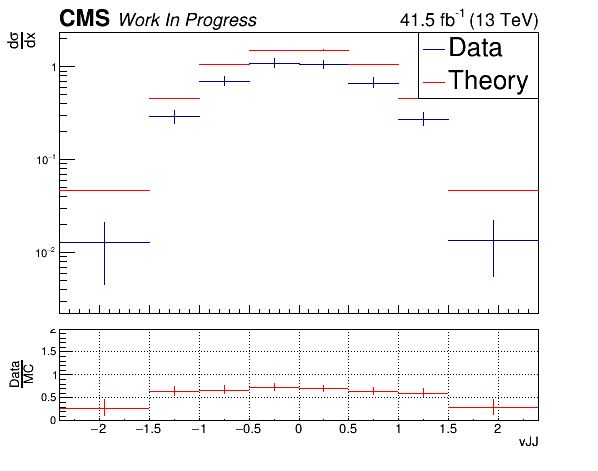 CMS Work In Progress 41.5 fb⁻¹ (13 TeV)
dσ
dx
Data
Theory
1
10⁻¹
10⁻²
Data
MC
2
1.5
1
0.5
0
−2 −1.5 −1 −0.5 0 0.5 1 1.5 2
yJJ